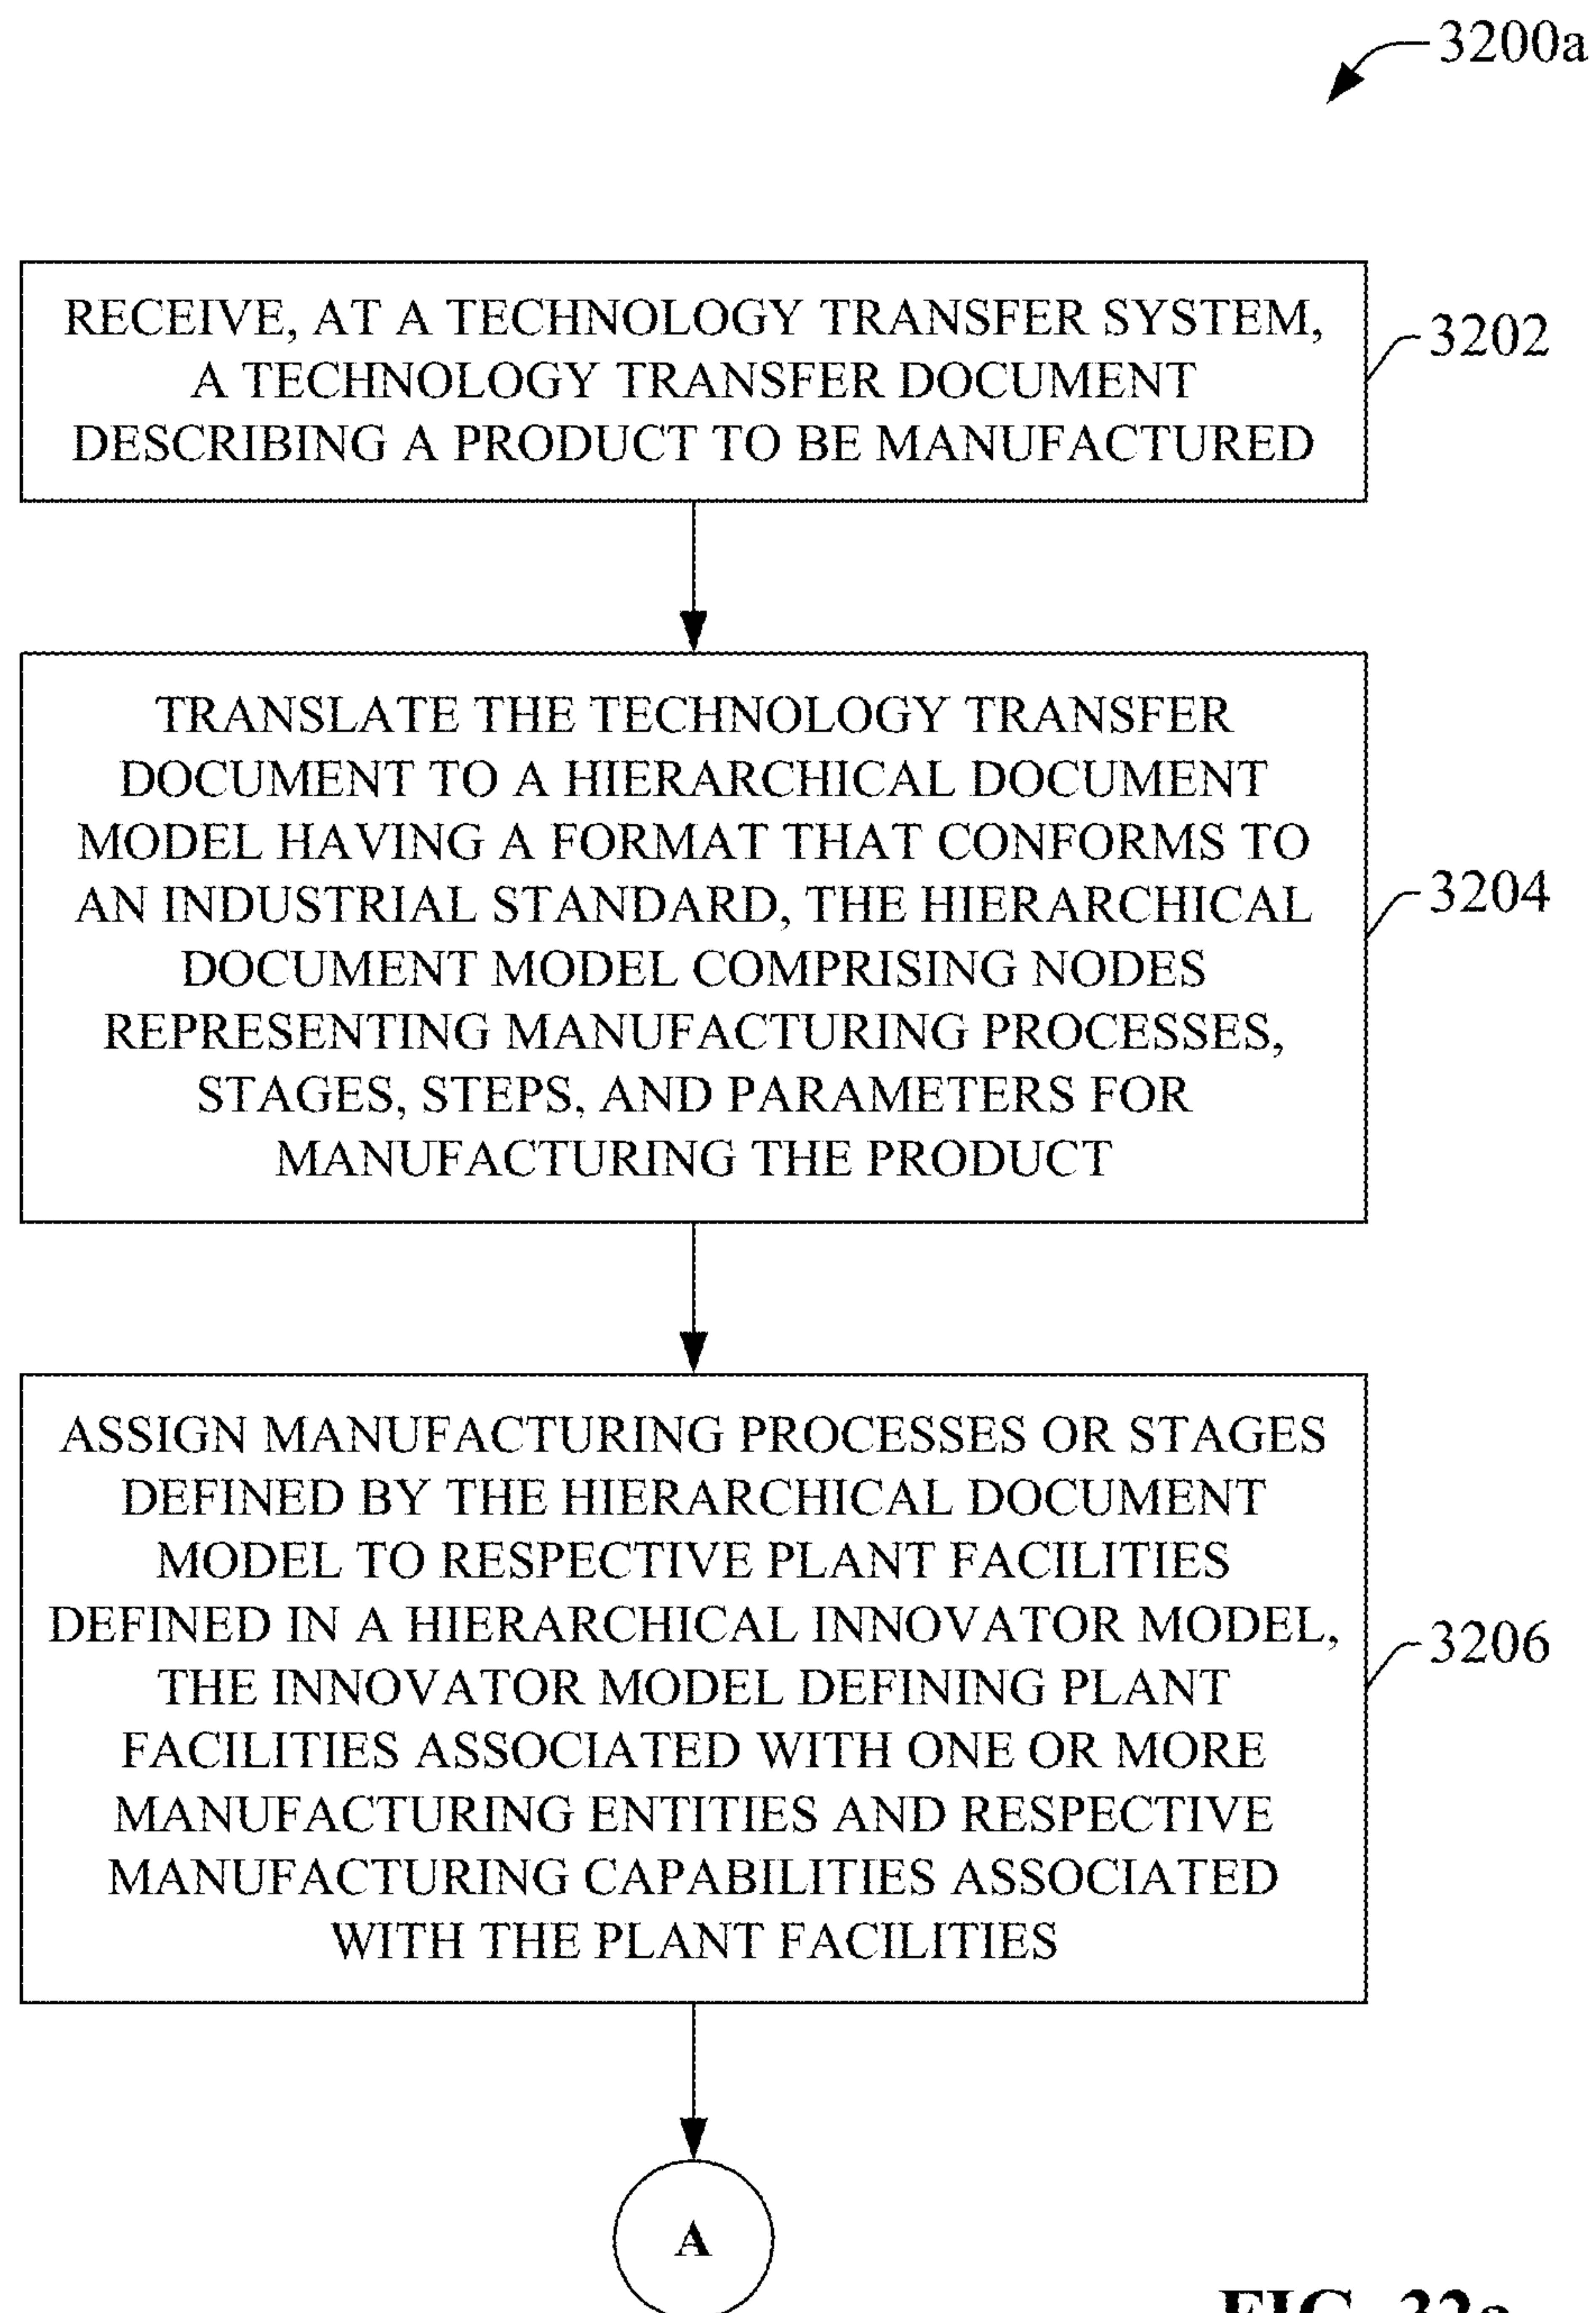 3200a
RECEIVE, AT A TECHNOLOGY TRANSFER SYSTEM,
A TECHNOLOGY TRANSFER DOCUMENT
DESCRIBING A PRODUCT TO BE MANUFACTURED
3202
TRANSLATE THE TECHNOLOGY TRANSFER
DOCUMENT TO A HIERARCHICAL DOCUMENT
MODEL HAVING A FORMAT THAT CONFORMS TO
AN INDUSTRIAL STANDARD, THE HIERARCHICAL
DOCUMENT MODEL COMPRISING NODES
REPRESENTING MANUFACTURING PROCESSES,
STAGES, STEPS, AND PARAMETERS FOR
MANUFACTURING THE PRODUCT
3204
ASSIGN MANUFACTURING PROCESSES OR STAGES
DEFINED BY THE HIERARCHICAL DOCUMENT
MODEL TO RESPECTIVE PLANT FACILITIES
DEFINED IN A HIERARCHICAL INNOVATOR MODEL,
THE INNOVATOR MODEL DEFINING PLANT
FACILITIES ASSOCIATED WITH ONE OR MORE
MANUFACTURING ENTITIES AND RESPECTIVE
MANUFACTURING CAPABILITIES ASSOCIATED
WITH THE PLANT FACILITIES
3206
A
FIG. 32a